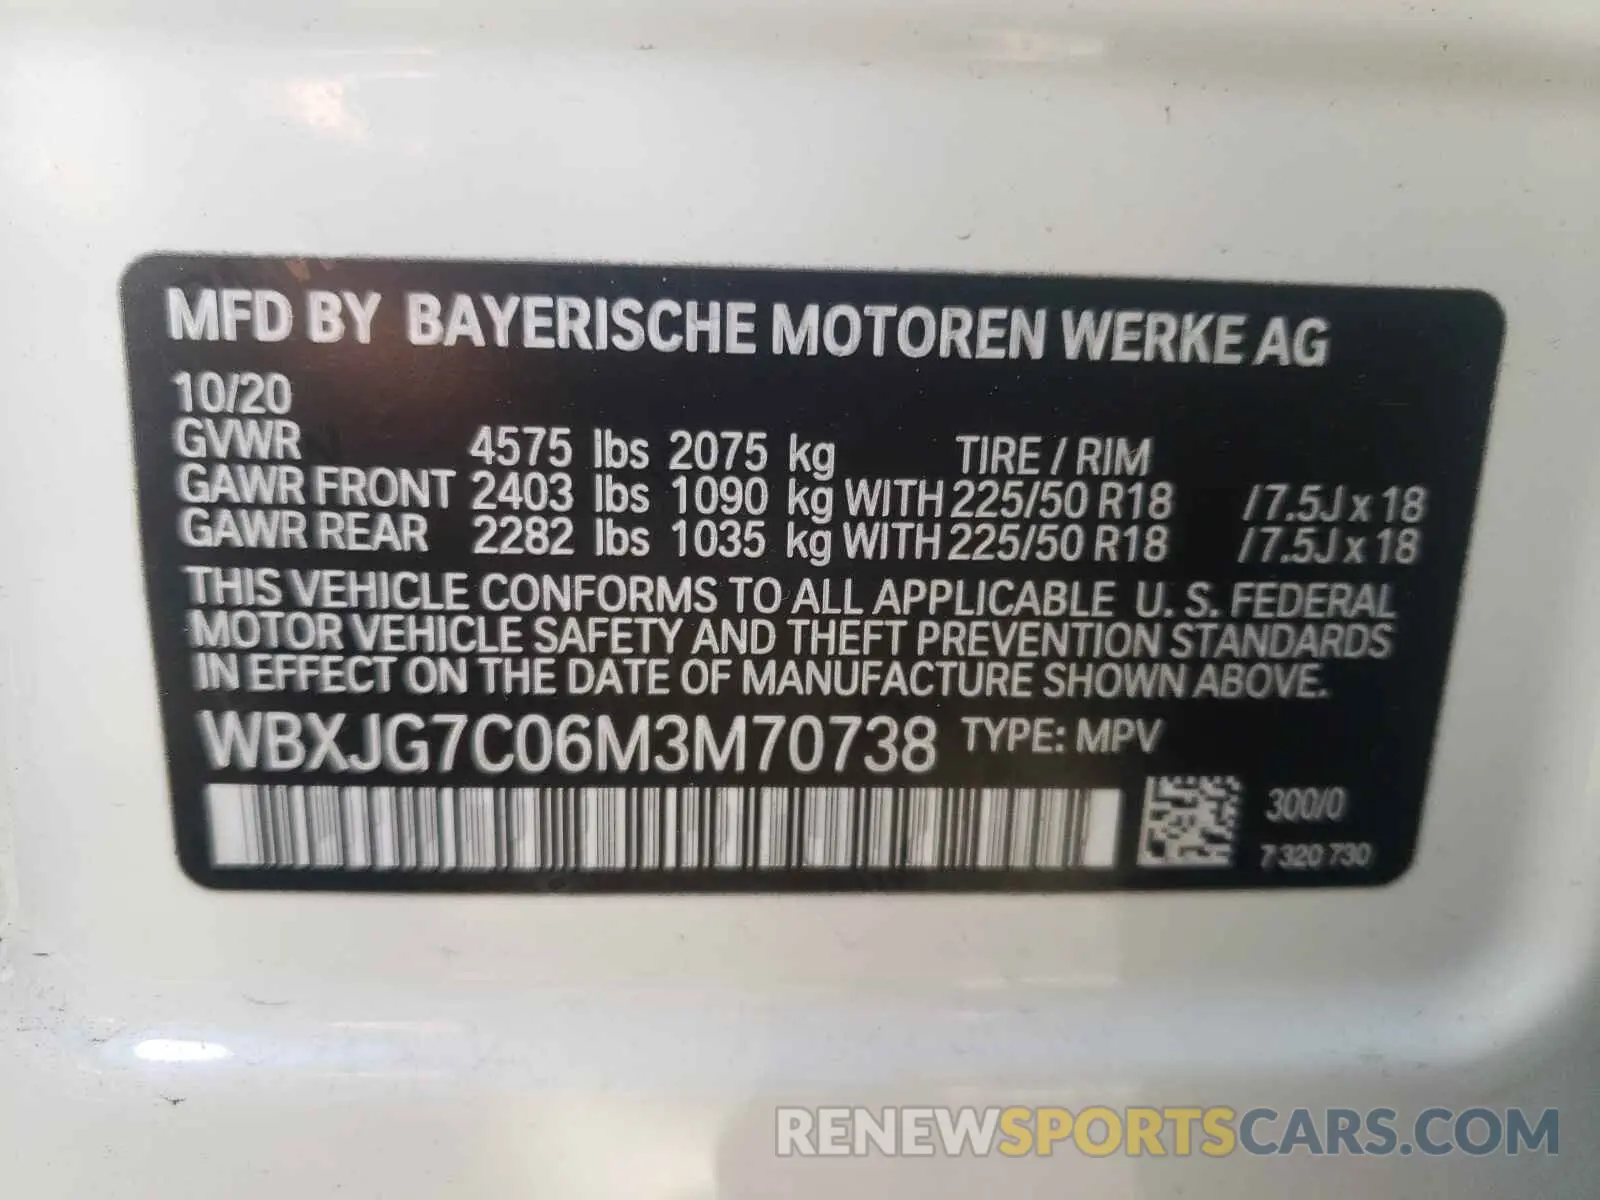 MFD BY BAYERISCHE MOTOREN WERKE AG
10/20
GVWR 4575 lbs 2075 kg TIRE / RIM
GAWR FRONT 2403 lbs 1090 kg WITH 225/50 R18 /7.5J x 18
GAWR REAR 2282 lbs 1035 kg WITH 225/50 R18 /7.5J x 18
THIS VEHICLE CONFORMS TO ALL APPLICABLE U. S. FEDERAL
MOTOR VEHICLE SAFETY AND THEFT PREVENTION STANDARDS
IN EFFECT ON THE DATE OF MANUFACTURE SHOWN ABOVE.
WBXJG7C06M3M70738 TYPE: MPV
300/0
7 320 730
RENEWSPORTSCARS.COM